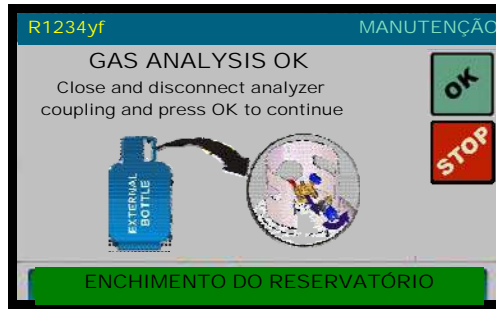 R1234yf MANUTENÇÃO
GAS ANALYSIS OK
Close and disconnect analyzer
coupling and press OK to continue
OK
STOP
EXTERNAL
BOTTLE
ENCHIMENTO DO RESERVATÓRIO